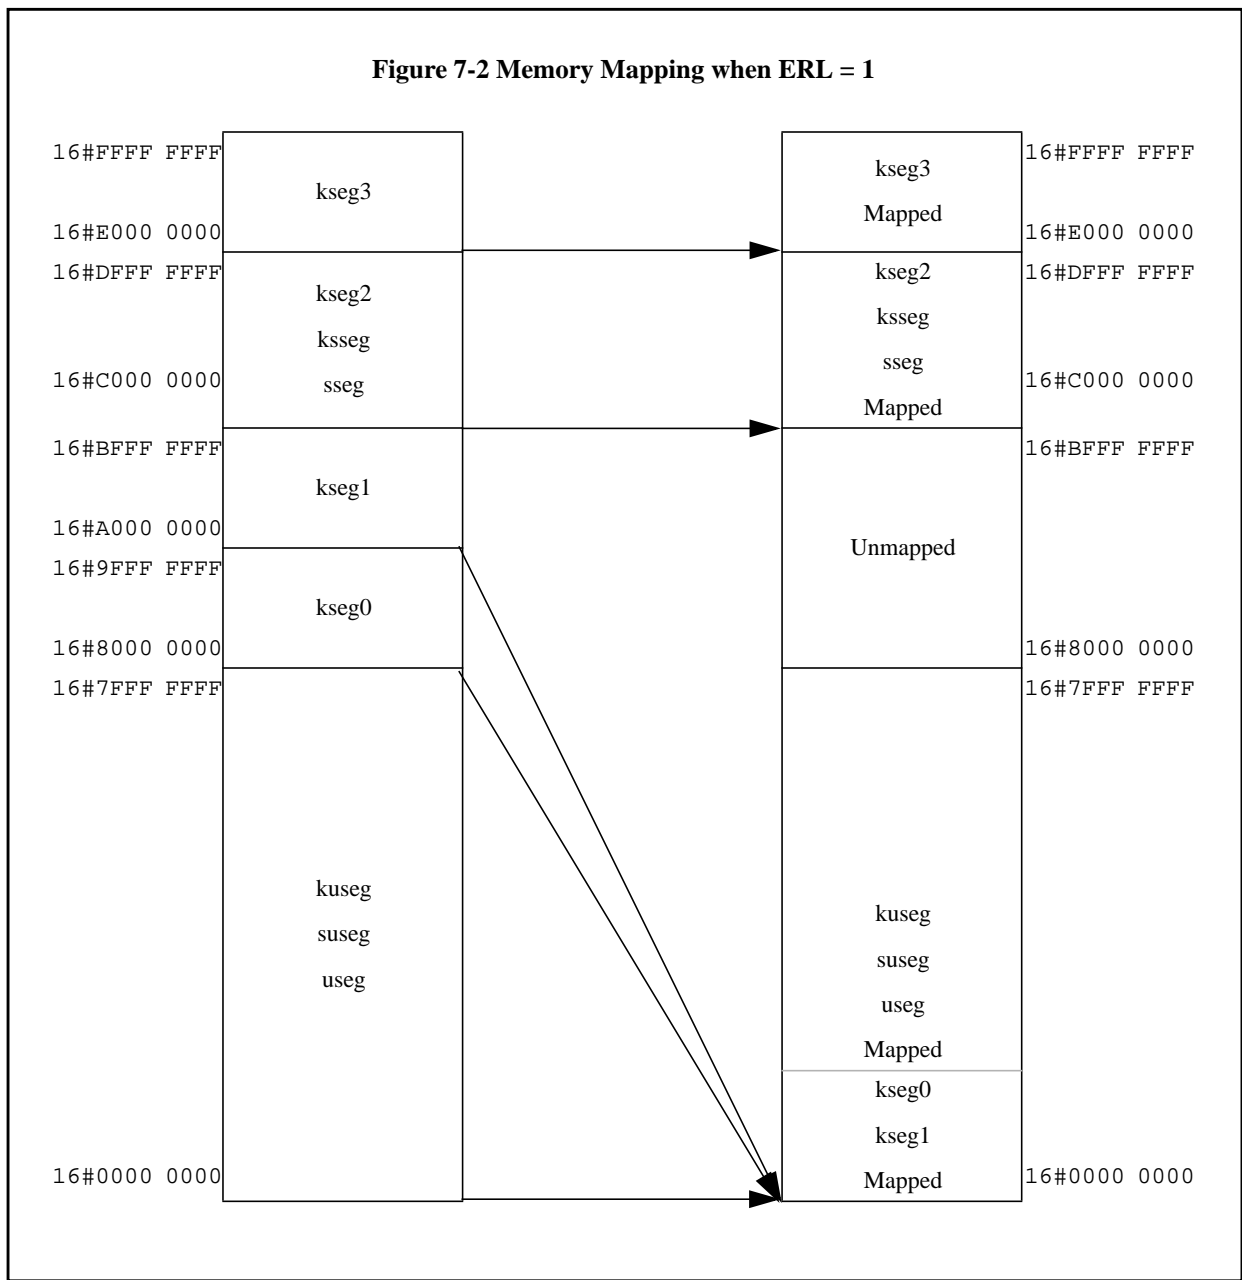 Figure 7-2 Memory Mapping when ERL = 1
16#FFFF FFFF
kseg3
16#E000 0000
16#DFFF FFFF
kseg2
ksseg
sseg
16#C000 0000
16#BFFF FFFF
kseg1
16#A000 0000
16#9FFF FFFF
kseg0
16#8000 0000
16#7FFF FFFF
kuseg
suseg
useg
16#0000 0000
kseg3
Mapped
16#FFFF FFFF
16#E000 0000
kseg2
ksseg
sseg
Mapped
16#DFFF FFFF
16#C000 0000
Unmapped
16#BFFF FFFF
16#8000 0000
16#7FFF FFFF
kuseg
suseg
useg
Mapped
kseg0
kseg1
Mapped
16#0000 0000